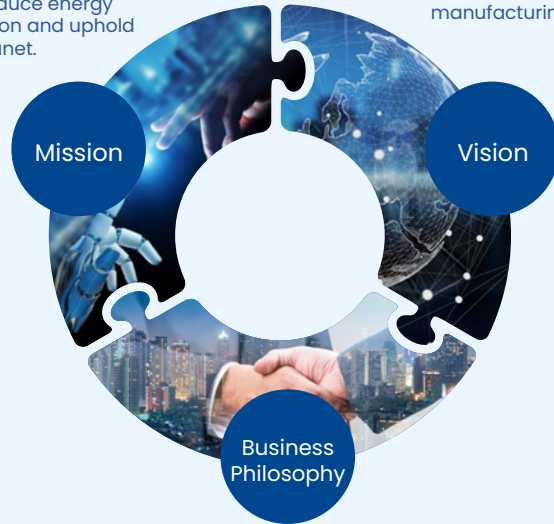 duce energy
on and uphold
anet.
manufacturin
Mission
Vision
Business
Philosophy